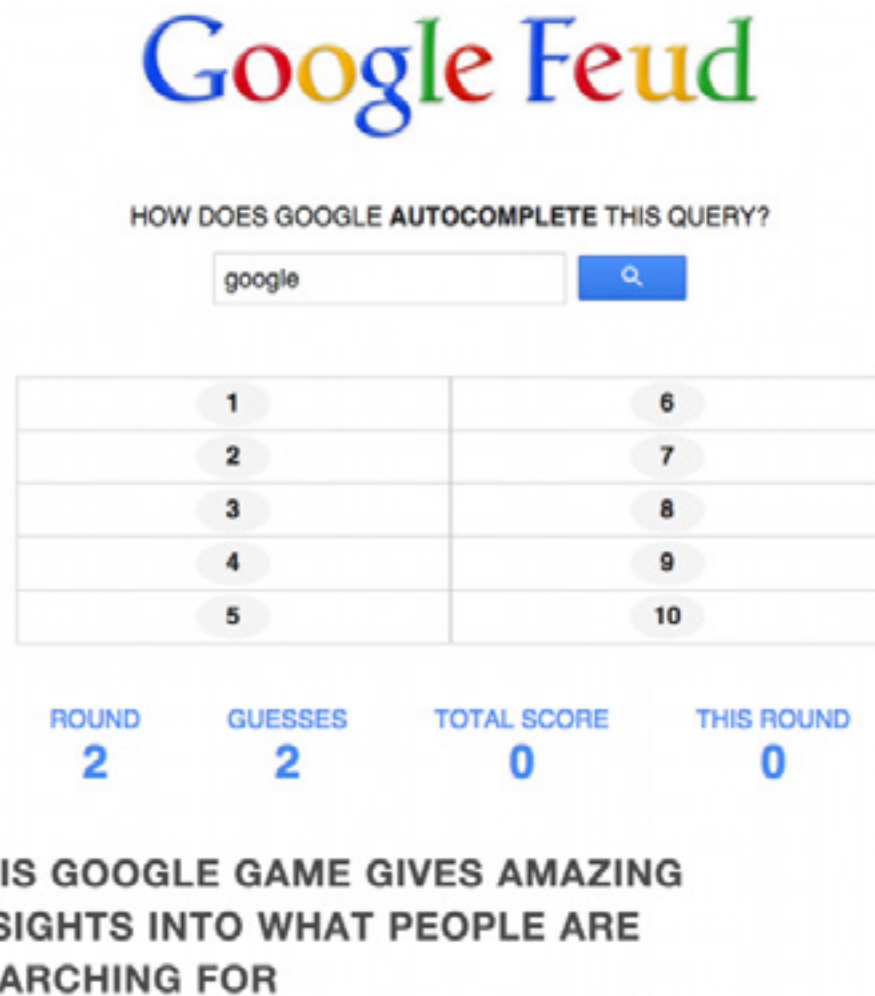 Google Feud
HOW DOES GOOGLE AUTOCOMPLETE THIS QUERY?
google
1 6
2 7
3 8
4 9
5 10
ROUND GUESSES TOTAL SCORE THIS ROUND
2 2 0 0
IS GOOGLE GAME GIVES AMAZING
SIGHTS INTO WHAT PEOPLE ARE
ARCHING FOR